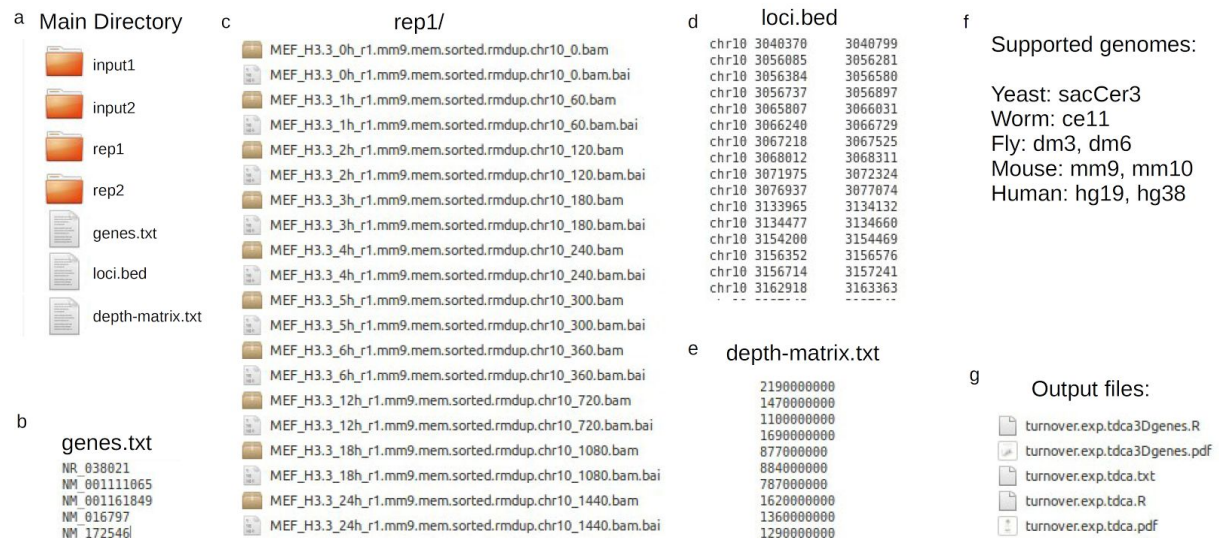 a Main Directory
input1
input2
rep1
rep2
genes.txt
loci.bed
depth-matrix.txt
b
genes.txt
NR_038021
NM_001111065
NM_001161849
NM_016797
NM_172546
c rep1/
MEF_H3.3_0h_r1.mm9.mem.sorted.rmdup.chr10_0.bam
MEF_H3.3_0h_r1.mm9.mem.sorted.rmdup.chr10_0.bam.bai
MEF_H3.3_1h_r1.mm9.mem.sorted.rmdup.chr10_60.bam
MEF_H3.3_1h_r1.mm9.mem.sorted.rmdup.chr10_60.bam.bai
MEF_H3.3_2h_r1.mm9.mem.sorted.rmdup.chr10_120.bam
MEF_H3.3_2h_r1.mm9.mem.sorted.rmdup.chr10_120.bam.bai
MEF_H3.3_3h_r1.mm9.mem.sorted.rmdup.chr10_180.bam
MEF_H3.3_3h_r1.mm9.mem.sorted.rmdup.chr10_180.bam.bai
MEF_H3.3_4h_r1.mm9.mem.sorted.rmdup.chr10_240.bam
MEF_H3.3_4h_r1.mm9.mem.sorted.rmdup.chr10_240.bam.bai
MEF_H3.3_5h_r1.mm9.mem.sorted.rmdup.chr10_300.bam
MEF_H3.3_5h_r1.mm9.mem.sorted.rmdup.chr10_300.bam.bai
MEF_H3.3_6h_r1.mm9.mem.sorted.rmdup.chr10_360.bam
MEF_H3.3_6h_r1.mm9.mem.sorted.rmdup.chr10_360.bam.bai
MEF_H3.3_12h_r1.mm9.mem.sorted.rmdup.chr10_720.bam
MEF_H3.3_12h_r1.mm9.mem.sorted.rmdup.chr10_720.bam.bai
MEF_H3.3_18h_r1.mm9.mem.sorted.rmdup.chr10_1080.bam
MEF_H3.3_18h_r1.mm9.mem.sorted.rmdup.chr10_1080.bam.bai
MEF_H3.3_24h_r1.mm9.mem.sorted.rmdup.chr10_1440.bam
MEF_H3.3_24h_r1.mm9.mem.sorted.rmdup.chr10_1440.bam.bai
d loci.bed
chr10 3040370 3040799
chr10 3056085 3056281
chr10 3056384 3056580
chr10 3056737 3056897
chr10 3065807 3066031
chr10 3066240 3066729
chr10 3067218 3067525
chr10 3068012 3068311
chr10 3071975 3072324
chr10 3076937 3077074
chr10 3133965 3134132
chr10 3134477 3134660
chr10 3154200 3154469
chr10 3156352 3156576
chr10 3156714 3157241
chr10 3162918 3163363
e depth-matrix.txt
2190000000
1470000000
1100000000
1690000000
877000000
884000000
787000000
1620000000
1360000000
1290000000
f
Supported genomes:
Yeast: sacCer3
Worm: ce11
Fly: dm3, dm6
Mouse: mm9, mm10
Human: hg19, hg38
g
Output files:
turnover.exp.tdca3Dgenes.R
turnover.exp.tdca3Dgenes.pdf
turnover.exp.tdca.txt
turnover.exp.tdca.R
turnover.exp.tdca.pdf